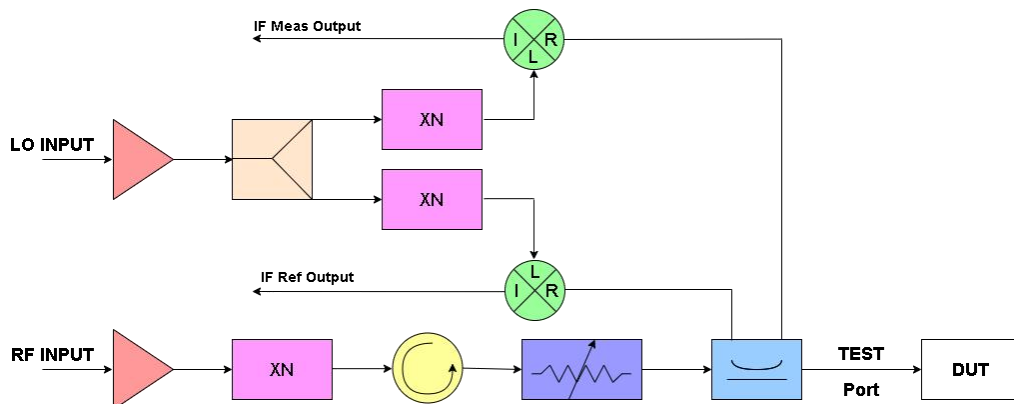 IF Meas Output
I R
L
XN
LO INPUT
XN
L
IF Ref Output
I R
RF INPUT
XN
TEST
Port
DUT